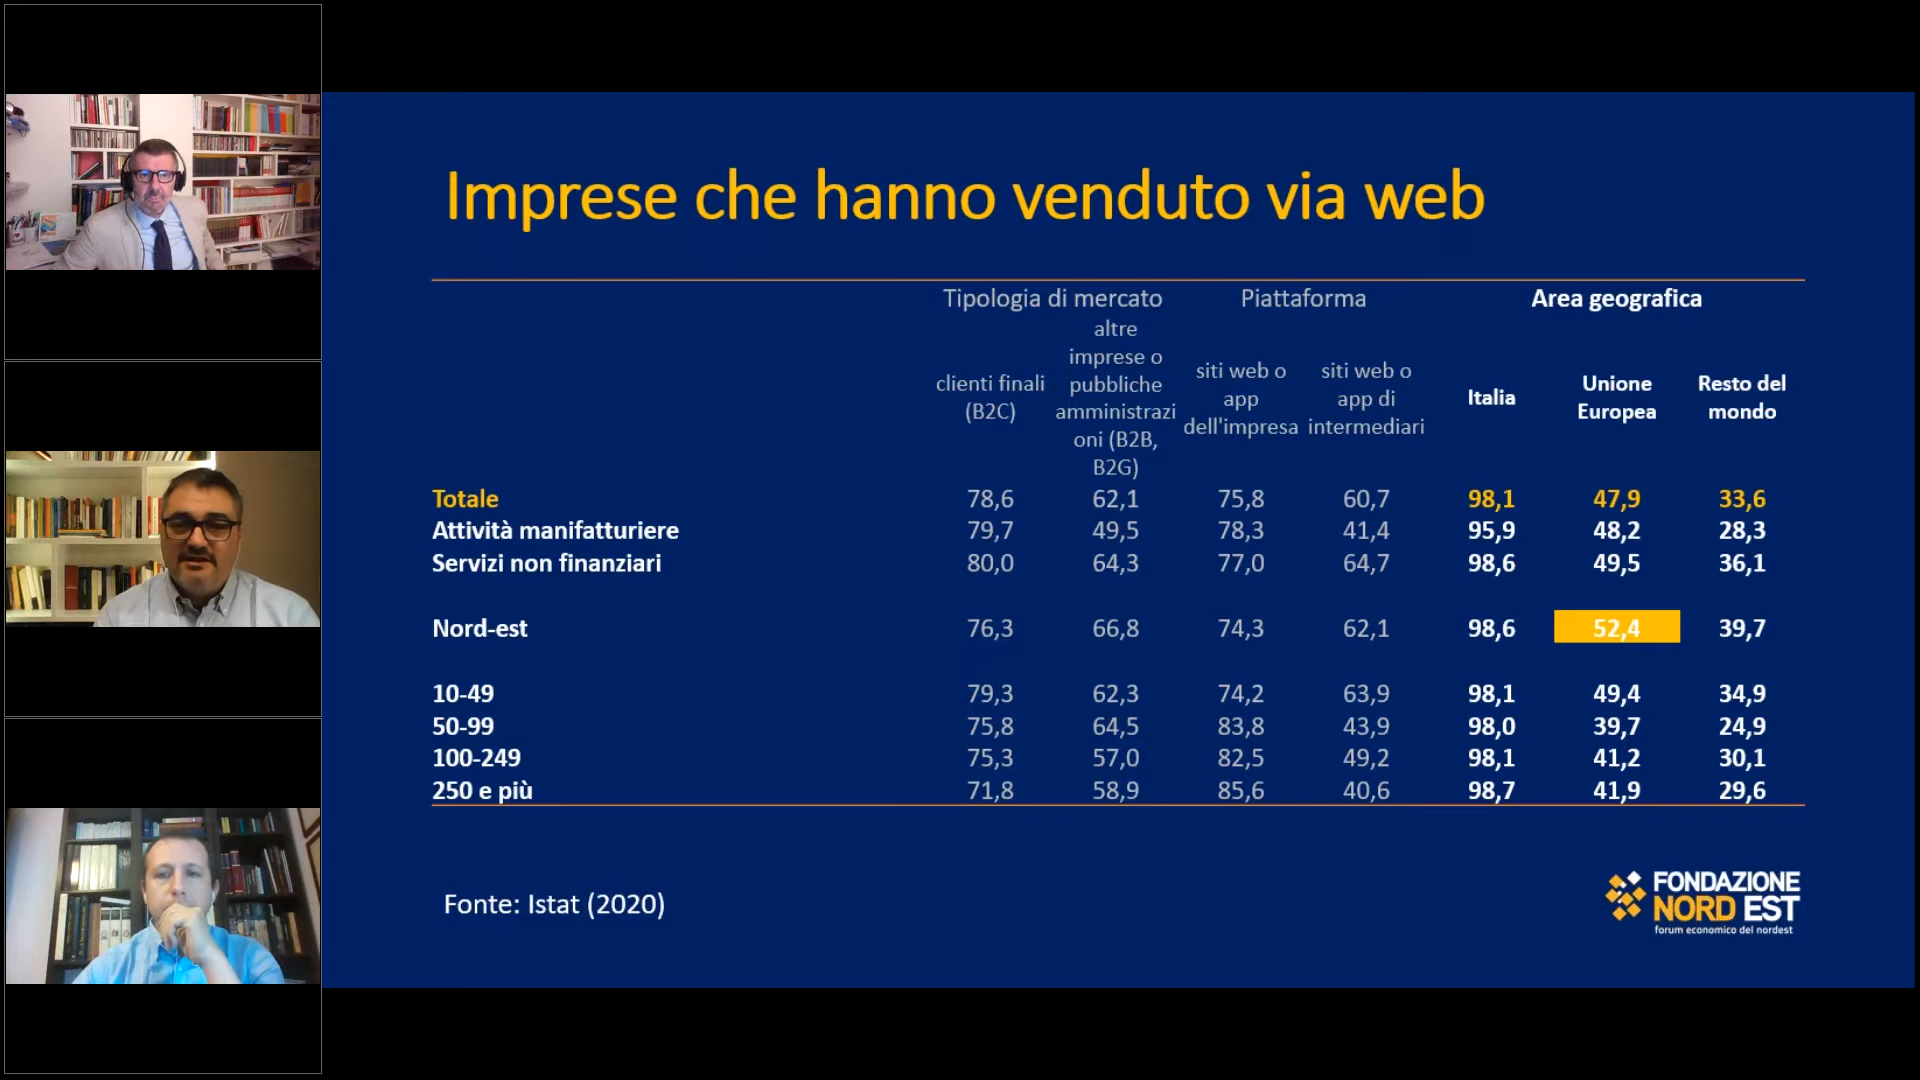 Imprese che hanno venduto via web
Tipologia di mercato Piattaforma Area geografica
clienti finali
(B2C)
altre
imprese o
pubbliche
amministrazi
oni (B2B,
B2G)
siti web o
app
dell'impresa
siti web o
app di
intermediari
Italia
Unione
Europea
Resto del
mondo
Totale 78,6 62,1 75,8 60,7 98,1 47,9 33,6
Attività manifatturiere 79,7 49,5 78,3 41,4 95,9 48,2 28,3
Servizi non finanziari 80,0 64,3 77,0 64,7 98,6 49,5 36,1
Nord-est 76,3 66,8 74,3 62,1 98,6 52,4 39,7
10-49 79,3 62,3 74,2 63,9 98,1 49,4 34,9
50-99 75,8 64,5 83,8 43,9 98,0 39,7 24,9
100-249 75,3 57,0 82,5 49,2 98,1 41,2 30,1
250 e più 71,8 58,9 85,6 40,6 98,7 41,9 29,6
Fonte: Istat (2020)
FONDAZIONE
NORD EST
forum economico del nordest